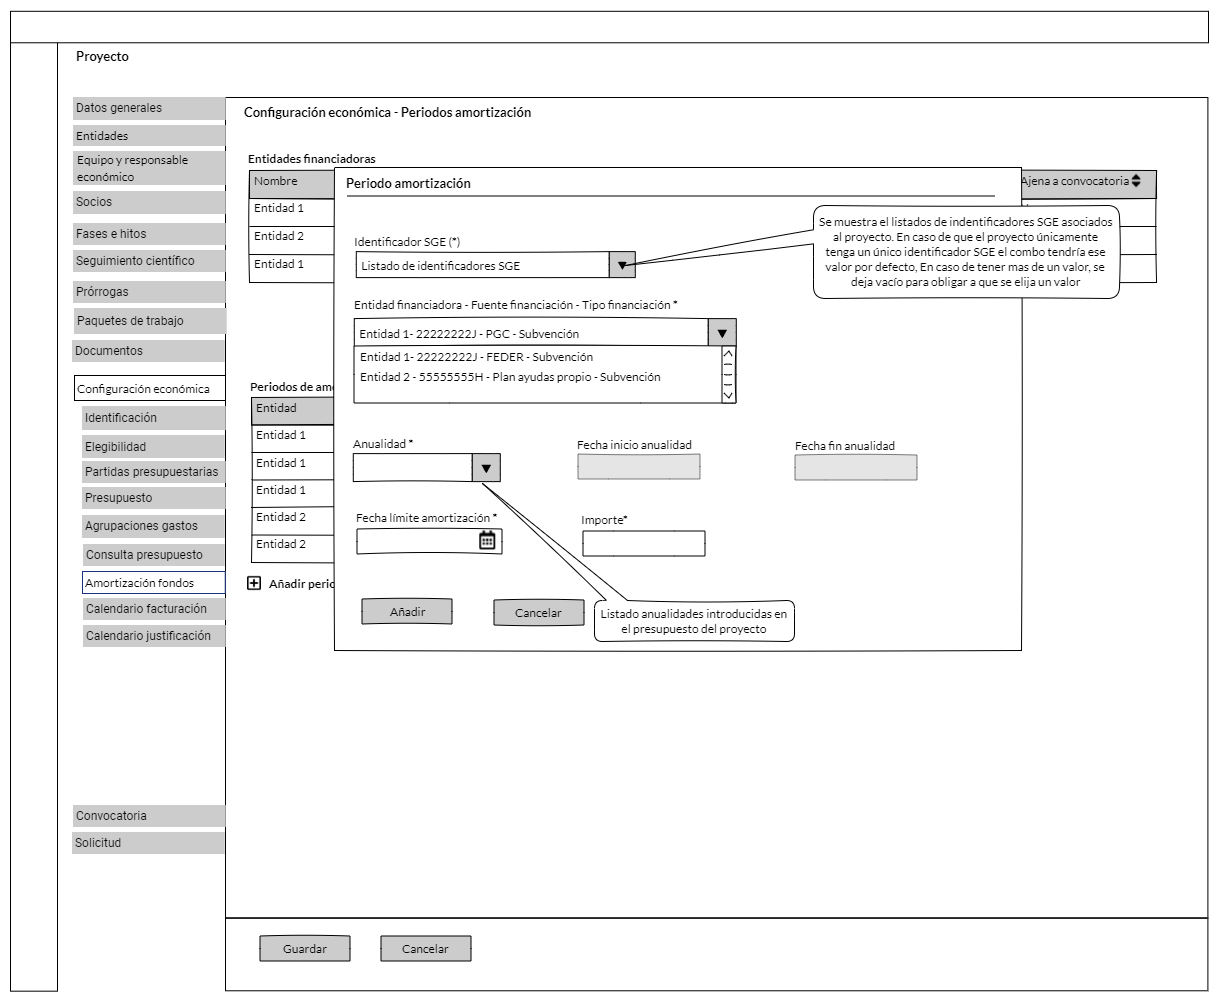 Proyecto
Datos generales
Entidades
Equipo y responsable
económico
Socios
Fases e hitos
Seguimiento científico
Prórrogas
Paquetes de trabajo
Documentos
Configuración económica
Identificación
Elegibilidad
Partidas presupuestarias
Presupuesto
Agrupaciones gastos
Consulta presupuesto
Amortización fondos
Calendario facturación
Calendario justificación
Convocatoria
Solicitud
Configuración económica - Periodos amortización
Entidades financiadoras
Nombre
Ajena a convocatoria
Entidad 1
Entidad 2
Entidad 1
Periodos de amo
Entidad
Entidad 1
Entidad 1
Entidad 1
Entidad 2
Entidad 2
Añadir perio
Periodo amortización
Se muestra el listados de indentificadores SGE asociados
al proyecto. En caso de que el proyecto únicamente
tenga un único identificador SGE el combo tendría ese
valor por defecto, En caso de tener mas de un valor, se
deja vacío para obligar a que se elija un valor
Identificador SGE (*)
Listado de identificadores SGE
Entidad financiadora - Fuente financiación - Tipo financiación *
Entidad 1- 22222222J - PGC - Subvención
Entidad 1- 22222222J - FEDER - Subvención
Entidad 2 - 55555555H - Plan ayudas propio - Subvención
Anualidad *
Fecha inicio anualidad
Fecha fin anualidad
Fecha límite amortización *
Importe*
Añadir
Cancelar
Listado anualidades introducidas en
el presupuesto del proyecto
Guardar
Cancelar